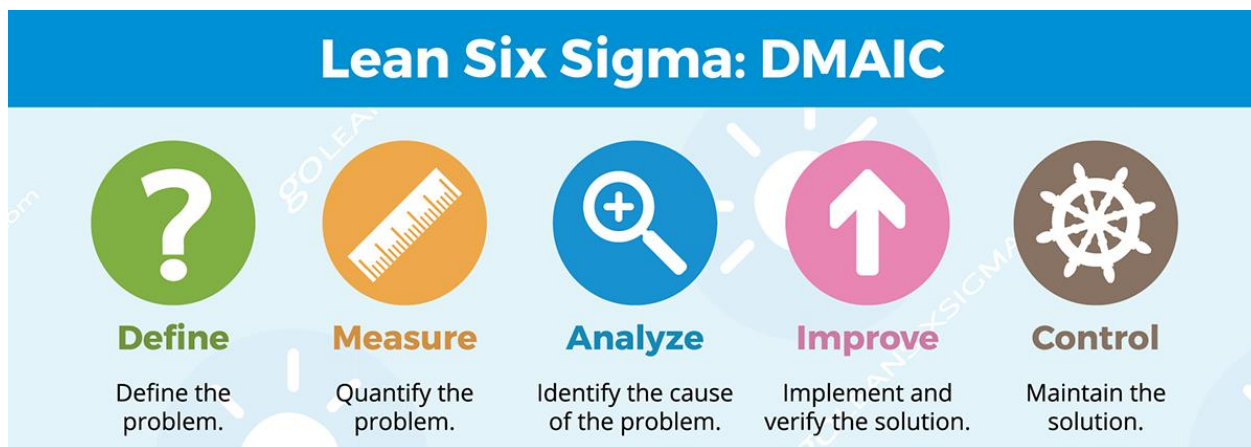 Lean Six Sigma: DMAIC
Define
Measure
Analyze
Improve
Control
Define the
problem.
Quantify the
problem.
Identify the cause
of the problem.
Implement and
verify the solution.
Maintain the
solution.